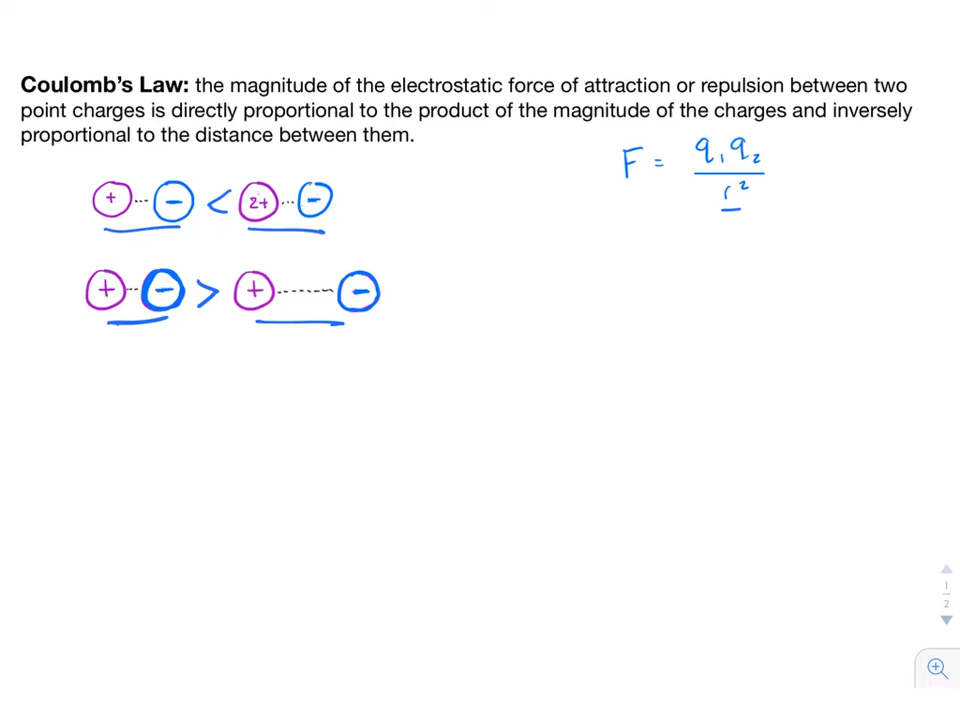 Coulomb's Law: the magnitude of the electrostatic force of attraction or repulsion between two
point charges is directly proportional to the product of the magnitude of the charges and inversely
proportional to the distance between them.
F = q₁q₂ / r²
+ ... − < 2+ ... −
+ ... − > + ....... −
1
2